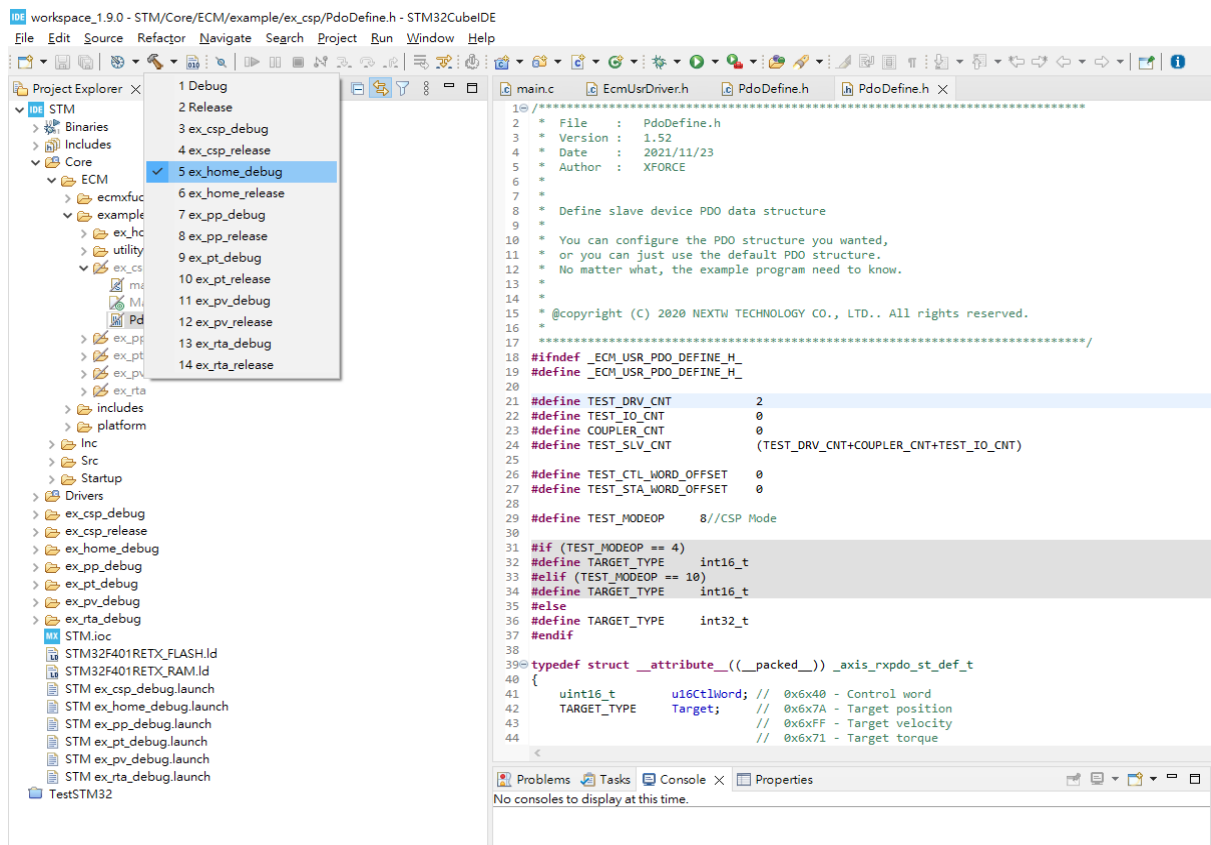 IDE workspace_1.9.0 - STM/Core/ECM/example/ex_csp/PdoDefine.h - STM32CubeIDE
File Edit Source Refactor Navigate Search Project Run Window Help
Project Explorer
STM
Binaries
Includes
Core
ECM
ecmxfuc
example
ex_ho
utility
ex_cs
ma
Ma
Pd
ex_pp
ex_pt
ex_pv
ex_rta
includes
platform
Inc
Src
Startup
Drivers
ex_csp_debug
ex_csp_release
ex_home_debug
ex_pp_debug
ex_pt_debug
ex_pv_debug
ex_rta_debug
MX STM.ioc
STM32F401RETX_FLASH.ld
STM32F401RETX_RAM.ld
STM ex_csp_debug.launch
STM ex_home_debug.launch
STM ex_pp_debug.launch
STM ex_pt_debug.launch
STM ex_pv_debug.launch
STM ex_rta_debug.launch
TestSTM32
1 Debug
2 Release
3 ex_csp_debug
4 ex_csp_release
5 ex_home_debug
6 ex_home_release
7 ex_pp_debug
8 ex_pp_release
9 ex_pt_debug
10 ex_pt_release
11 ex_pv_debug
12 ex_pv_release
13 ex_rta_debug
14 ex_rta_release
main.c EcmUsrDriver.h PdoDefine.h PdoDefine.h
1 /******************************************************************************
2 * File : PdoDefine.h
3 * Version : 1.52
4 * Date : 2021/11/23
5 * Author : XFORCE
6 *
7 *
8 * Define slave device PDO data structure
9 *
10 * You can configure the PDO structure you wanted,
11 * or you can just use the default PDO structure.
12 * No matter what, the example program need to know.
13 *
14 *
15 * @copyright (C) 2020 NEXTW TECHNOLOGY CO., LTD.. All rights reserved.
16 *
17 ******************************************************************************/
18 #ifndef _ECM_USR_PDO_DEFINE_H_
19 #define _ECM_USR_PDO_DEFINE_H_
20
21 #define TEST_DRV_CNT 2
22 #define TEST_IO_CNT 0
23 #define COUPLER_CNT 0
24 #define TEST_SLV_CNT (TEST_DRV_CNT+COUPLER_CNT+TEST_IO_CNT)
25
26 #define TEST_CTL_WORD_OFFSET 0
27 #define TEST_STA_WORD_OFFSET 0
28
29 #define TEST_MODEOP 8//CSP Mode
30
31 #if (TEST_MODEOP == 4)
32 #define TARGET_TYPE int16_t
33 #elif (TEST_MODEOP == 10)
34 #define TARGET_TYPE int16_t
35 #else
36 #define TARGET_TYPE int32_t
37 #endif
38
39 typedef struct __attribute__((__packed__)) _axis_rxpdo_st_def_t
40 {
41 uint16_t u16CtlWord; // 0x6x40 - Control word
42 TARGET_TYPE Target; // 0x6x7A - Target position
43 // 0x6xFF - Target velocity
44 // 0x6x71 - Target torque
Problems Tasks Console Properties
No consoles to display at this time.